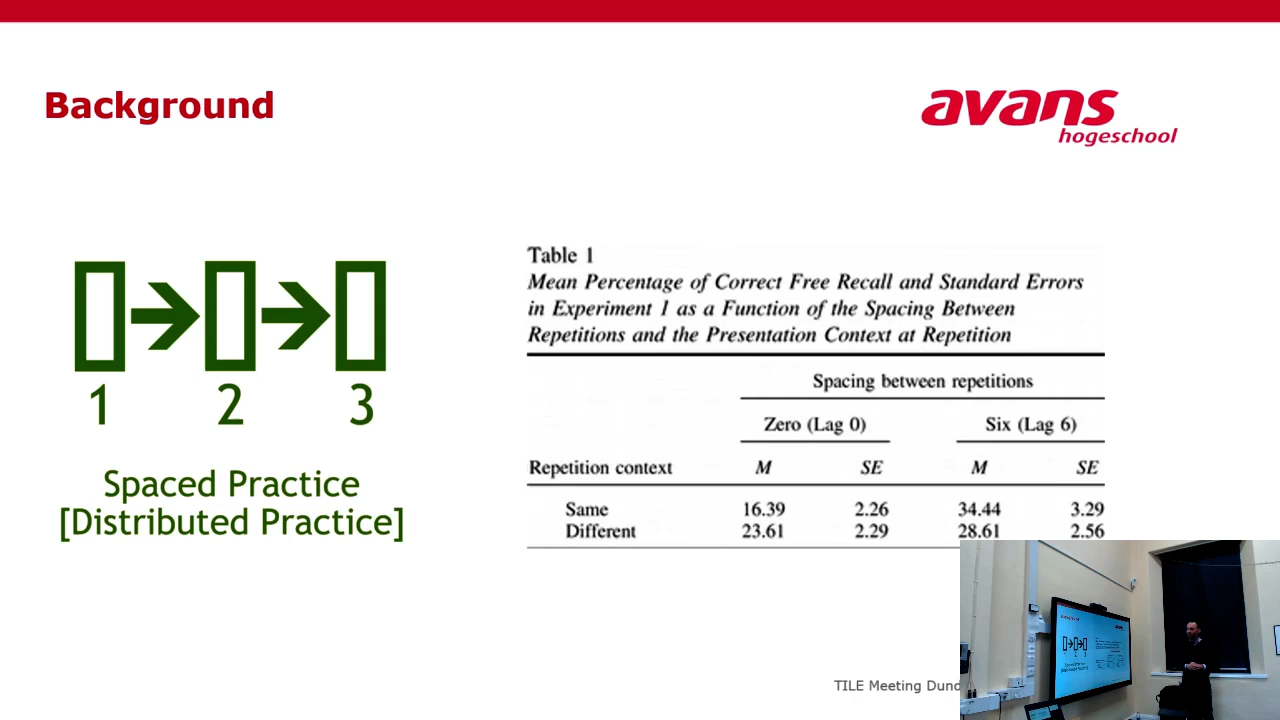 Background
avans
hogeschool
1 2 3
Spaced Practice
[Distributed Practice]
Table 1
Mean Percentage of Correct Free Recall and Standard Errors
in Experiment 1 as a Function of the Spacing Between
Repetitions and the Presentation Context at Repetition
Spacing between repetitions
Zero (Lag 0) Six (Lag 6)
Repetition context M SE M SE
Same 16.39 2.26 34.44 3.29
Different 23.61 2.29 28.61 2.56
TILE Meeting